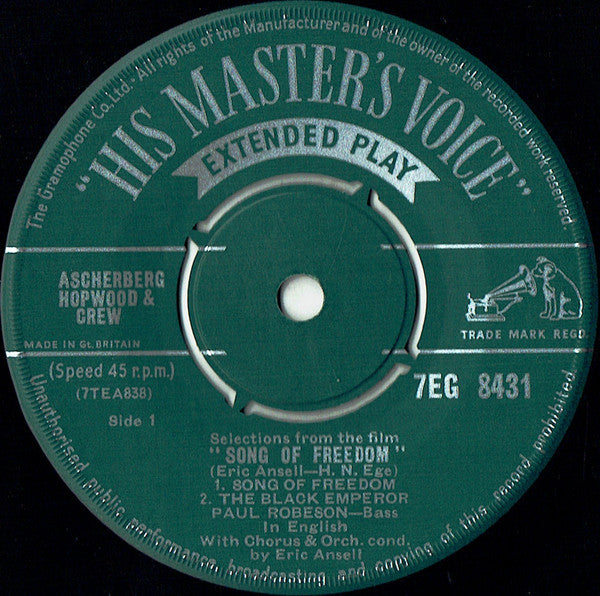 The Gramophone Co. Ltd. · All rights of the Manufacturer and of the owner of the recorded work reserved.
"HIS MASTER'S VOICE"
EXTENDED PLAY
ASCHERBERG
HOPWOOD &
CREW
MADE IN Gt. BRITAIN
TRADE MARK REGD.
(Speed 45 r.p.m.)
(7TEA838)
Side 1
7EG 8431
Selections from the film
"SONG OF FREEDOM"
(Eric Ansell—H. N. Ege)
1. SONG OF FREEDOM
2. THE BLACK EMPEROR
PAUL ROBESON—Bass
In English
With Chorus & Orch. cond.
by Eric Ansell
Unauthorised public performance, broadcasting and copying of this record prohibited.